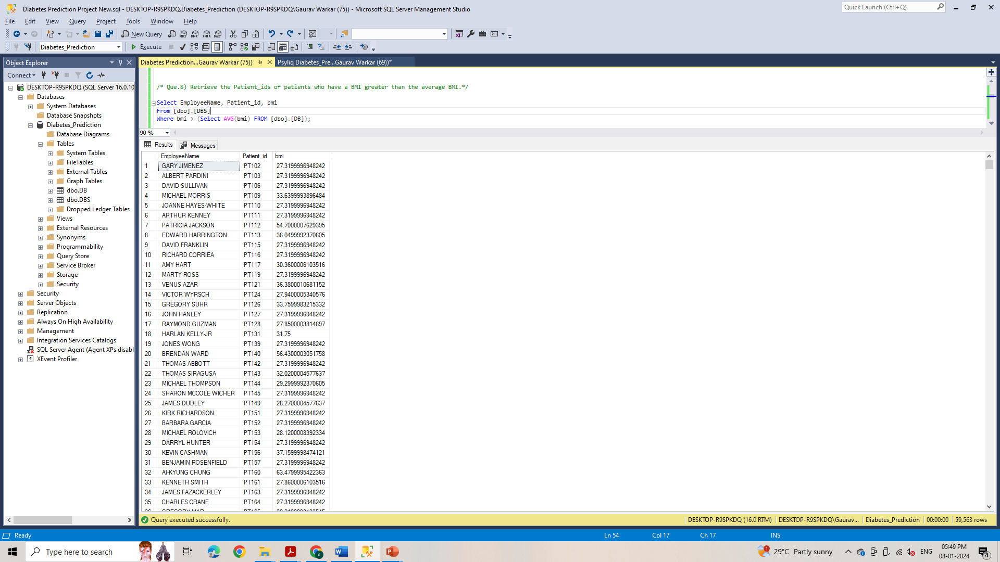 Diabetes Prediction Project New.sql - DESKTOP-R9SPKDQ.Diabetes_Prediction (DESKTOP-R9SPKDQ\Gaurav Warkar (75)) - Microsoft SQL Server Management Studio
Quick Launch (Ctrl+Q)
File Edit View Query Project Tools Window Help
New Query
MDX DMX XMLA DAX
Diabetes_Prediction
Execute
Object Explorer
Diabetes Prediction...Gaurav Warkar (75))
Psyliq Diabetes_Pre...Gaurav Warkar (69))*
Connect
DESKTOP-R9SPKDQ (SQL Server 16.0.10
Databases
System Databases
Database Snapshots
Diabetes_Prediction
Database Diagrams
Tables
System Tables
FileTables
External Tables
Graph Tables
dbo.DB
dbo.DBS
Dropped Ledger Tables
Views
External Resources
Synonyms
Programmability
Query Store
Service Broker
Storage
Security
Security
Server Objects
Replication
Always On High Availability
Management
Integration Services Catalogs
SQL Server Agent (Agent XPs disabl
XEvent Profiler
/* Que.8) Retrieve the Patient_ids of patients who have a BMI greater than the average BMI.*/
Select EmployeeName, Patient_id, bmi
From [dbo].[DBS]
Where bmi > (Select AVG(bmi) FROM [dbo].[DB]);
90 %
Results Messages
EmployeeName Patient_id bmi
1 GARY JIMENEZ PT102 27.3199996948242
2 ALBERT PARDINI PT103 27.3199996948242
3 DAVID SULLIVAN PT106 27.3199996948242
4 MICHAEL MORRIS PT109 33.6399993896484
5 JOANNE HAYES-WHITE PT110 27.3199996948242
6 ARTHUR KENNEY PT111 27.3199996948242
7 PATRICIA JACKSON PT112 54.7000007629395
8 EDWARD HARRINGTON PT113 36.0499992370605
9 DAVID FRANKLIN PT115 27.3199996948242
10 RICHARD CORRIEA PT116 27.3199996948242
11 AMY HART PT117 30.3600006103516
12 MARTY ROSS PT119 27.3199996948242
13 VENUS AZAR PT121 36.3800010681152
14 VICTOR WYRSCH PT124 27.9400005340576
15 GREGORY SUHR PT126 33.7599983215332
16 JOHN HANLEY PT127 27.3199996948242
17 RAYMOND GUZMAN PT128 27.8500003814697
18 HARLAN KELLY-JR PT131 31.75
19 JONES WONG PT139 27.3199996948242
20 BRENDAN WARD PT140 56.4300003051758
21 THOMAS ABBOTT PT142 27.3199996948242
22 THOMAS SIRAGUSA PT143 32.0200004577637
23 MICHAEL THOMPSON PT144 29.2999992370605
24 SHARON MCCOLE WICHER PT145 27.3199996948242
25 JAMES DUDLEY PT149 28.2700004577637
26 KIRK RICHARDSON PT151 27.3199996948242
27 BARBARA GARCIA PT152 27.3199996948242
28 MICHAEL ROLOVICH PT153 28.1200008392334
29 DARRYL HUNTER PT154 27.3199996948242
30 KEVIN CASHMAN PT156 37.1599998474121
31 BENJAMIN ROSENFIELD PT157 27.3199996948242
32 AI-KYUNG CHUNG PT160 63.4799995422363
33 KENNETH SMITH PT161 27.8600006103516
34 JAMES FAZACKERLEY PT163 27.3199996948242
35 CHARLES CRANE PT164 27.3199996948242
Query executed successfully.
DESKTOP-R9SPKDQ (16.0 RTM) DESKTOP-R9SPKDQ\Gaurav... Diabetes_Prediction 00:00:00 59,563 rows
Ready Ln 54 Col 17 Ch 17 INS
Type here to search
29°C Partly sunny
ENG
05:49 PM
08-01-2024
4